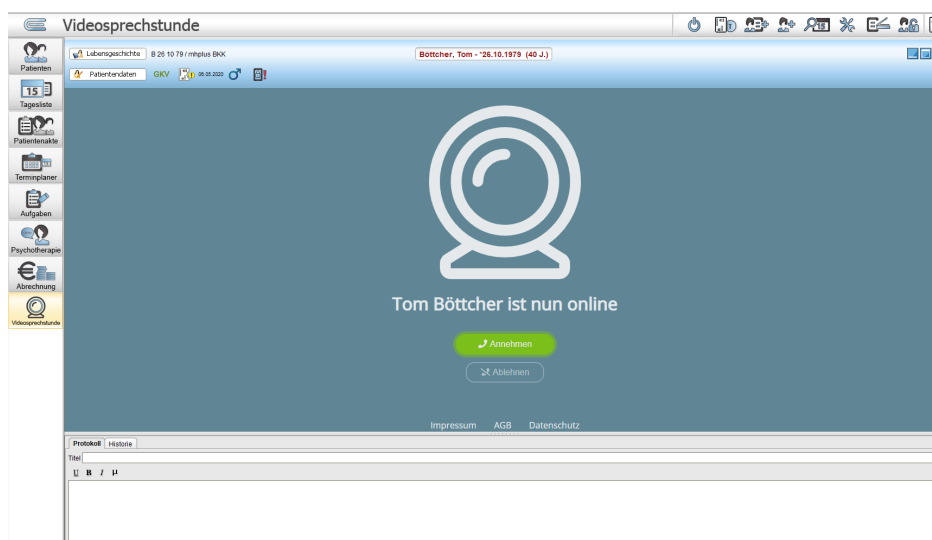 Videosprechstunde
15
Patienten
Lebensgeschichte B 26 10 79 / mhplus BKK
Böttcher, Tom - *26.10.1979 (40 J.)
Patientendaten GKV 06.05.2020
15
Tagesliste
Patientenakte
Terminplaner
Aufgaben
Psychotherapie
Abrechnung
Videosprechstunde
Tom Böttcher ist nun online
Annehmen
Ablehnen
Impressum AGB Datenschutz
Protokoll Historie
Titel
U B I µ